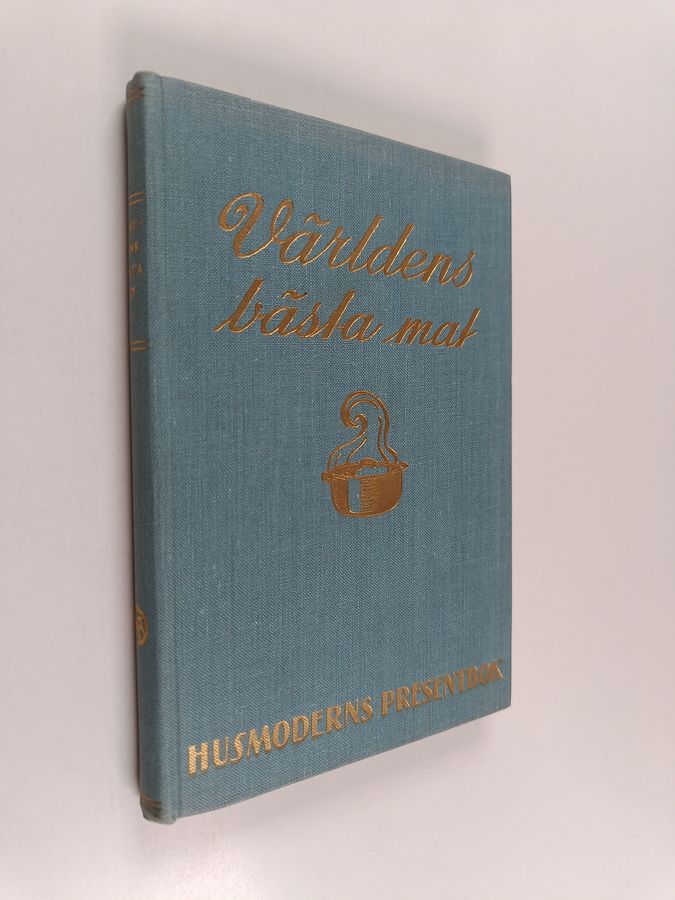 Världens
bästa mat
HUSMODERNS PRESENTBOK